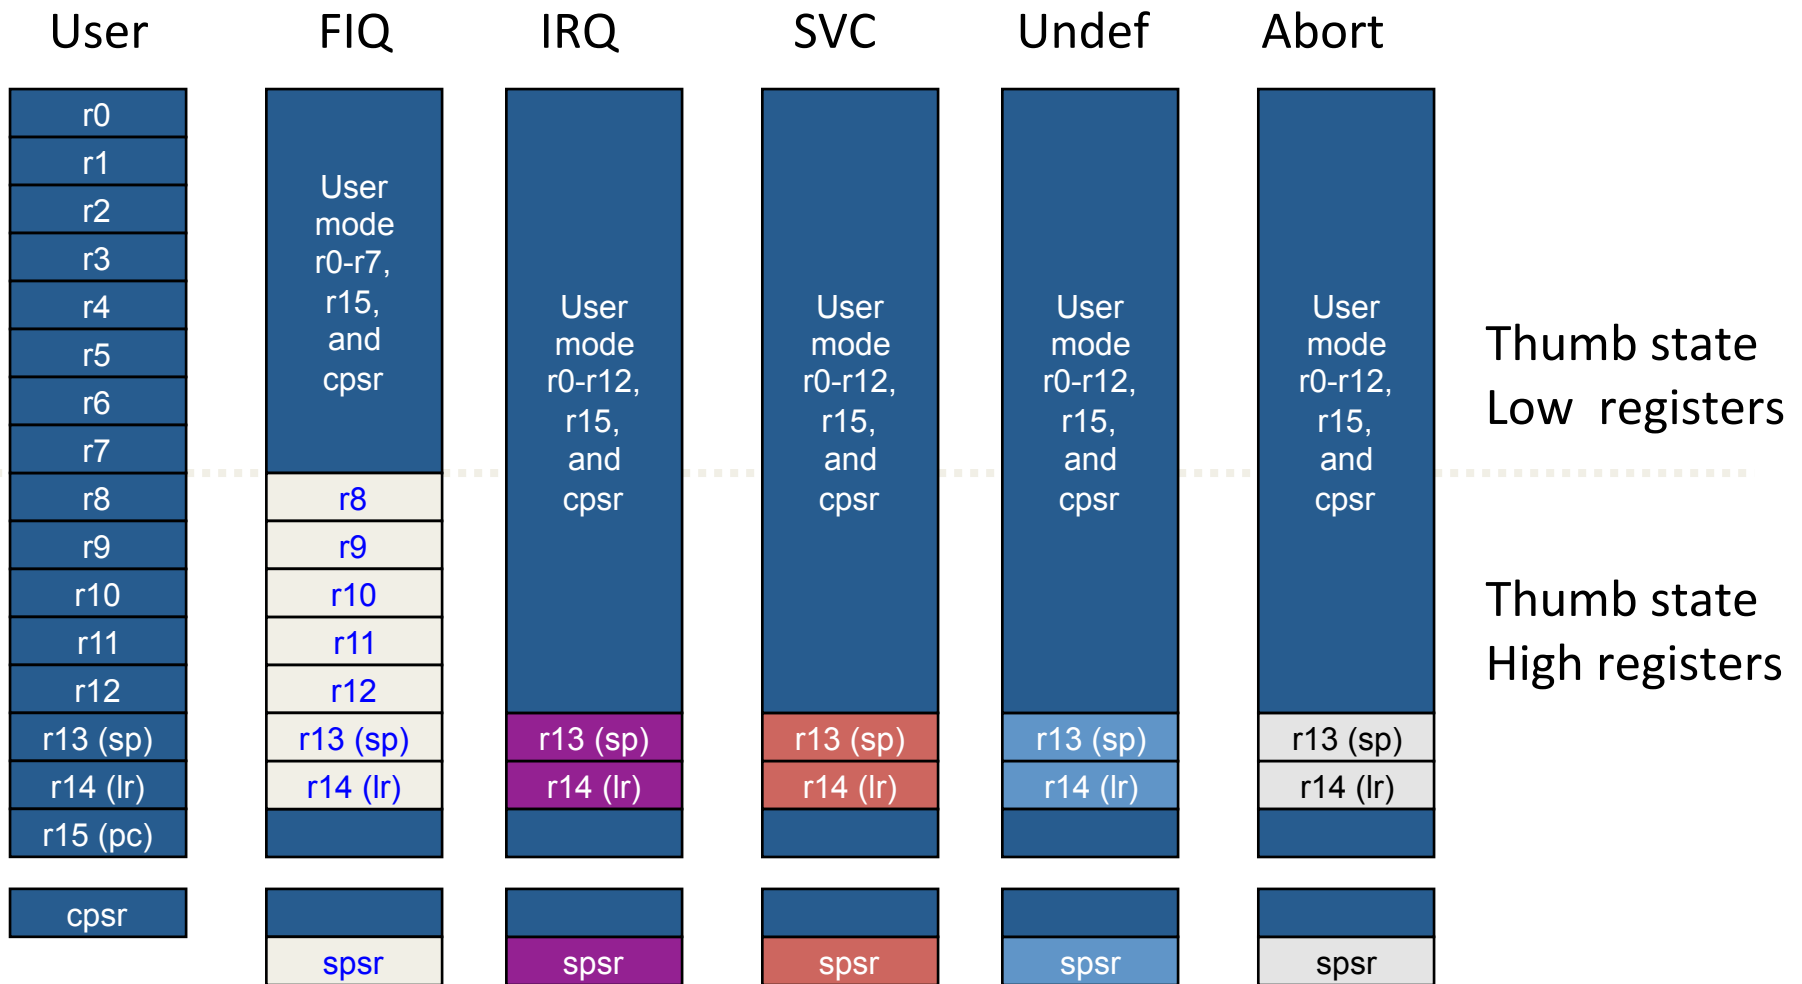 User
FIQ
IRQ
SVC
Undef
Abort
r0
r1
r2
r3
r4
r5
r6
r7
r8
r9
r10
r11
r12
r13 (sp)
r14 (lr)
r15 (pc)
cpsr
User
mode
r0-r7,
r15,
and
cpsr
r8
r9
r10
r11
r12
r13 (sp)
r14 (lr)
spsr
User
mode
r0-r12,
r15,
and
cpsr
r13 (sp)
r14 (lr)
spsr
User
mode
r0-r12,
r15,
and
cpsr
r13 (sp)
r14 (lr)
spsr
User
mode
r0-r12,
r15,
and
cpsr
r13 (sp)
r14 (lr)
spsr
User
mode
r0-r12,
r15,
and
cpsr
r13 (sp)
r14 (lr)
spsr
Thumb state
Low registers
Thumb state
High registers